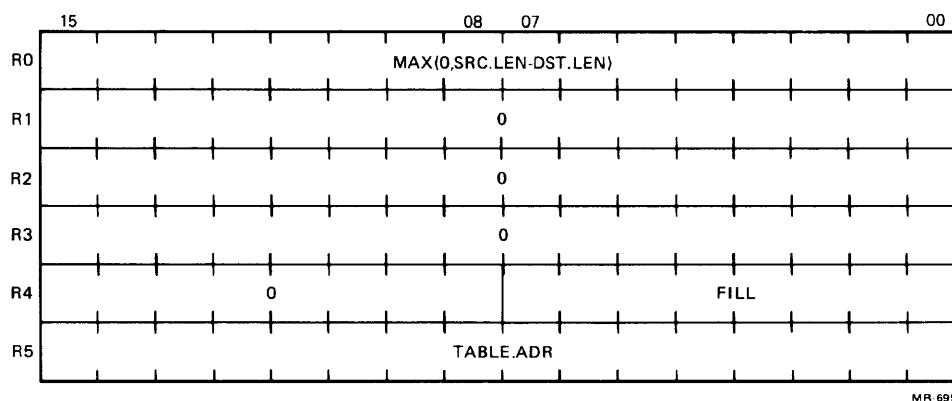 15 08 07 00
R0 MAX(0,SRC.LEN-DST.LEN)
R1 0
R2 0
R3 0
R4 0 FILL
R5 TABLE.ADR